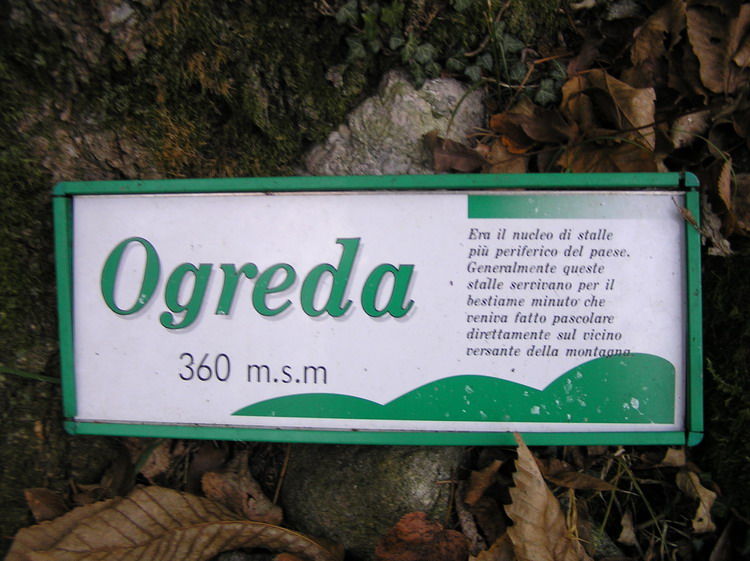 Ogreda
360 m.s.m
Era il nucleo di stalle
più periferico del paese.
Generalmente queste
stalle servivano per il
bestiame minuto che
veniva fatto pascolare
direttamente sul vicino
versante della montagna.